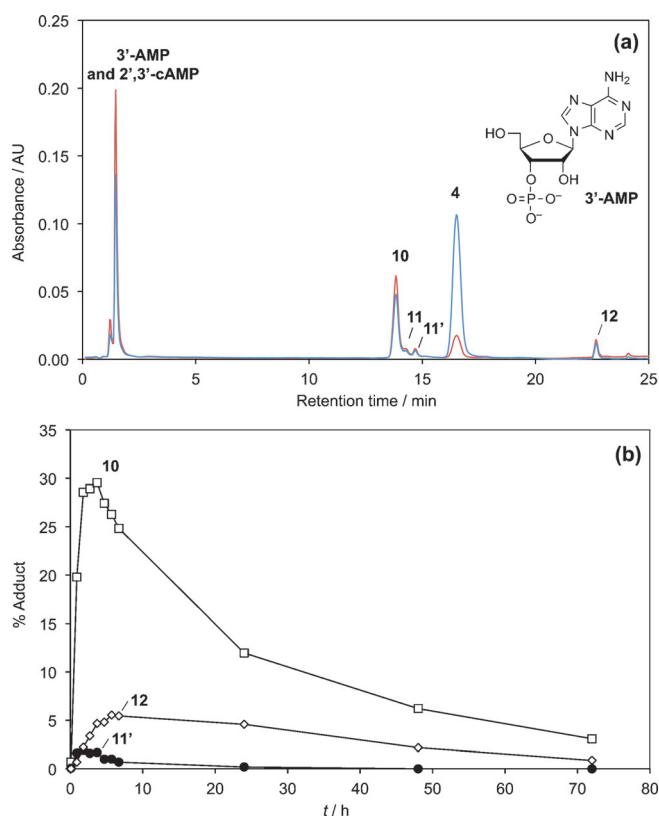 (a)
0.25
0.20
0.15
0.10
0.05
0.00
Absorbance / AU
3'-AMP
and 2',3'-cAMP
10
11
11'
4
12
NH₂
N
N
N
N
HO
O
O
OH
O=P–O⁻
O⁻
3'-AMP
0
5
10
15
20
25
Retention time / min
(b)
35
30
25
20
15
10
5
0
% Adduct
10
12
11'
0
10
20
30
40
50
60
70
80
t / h